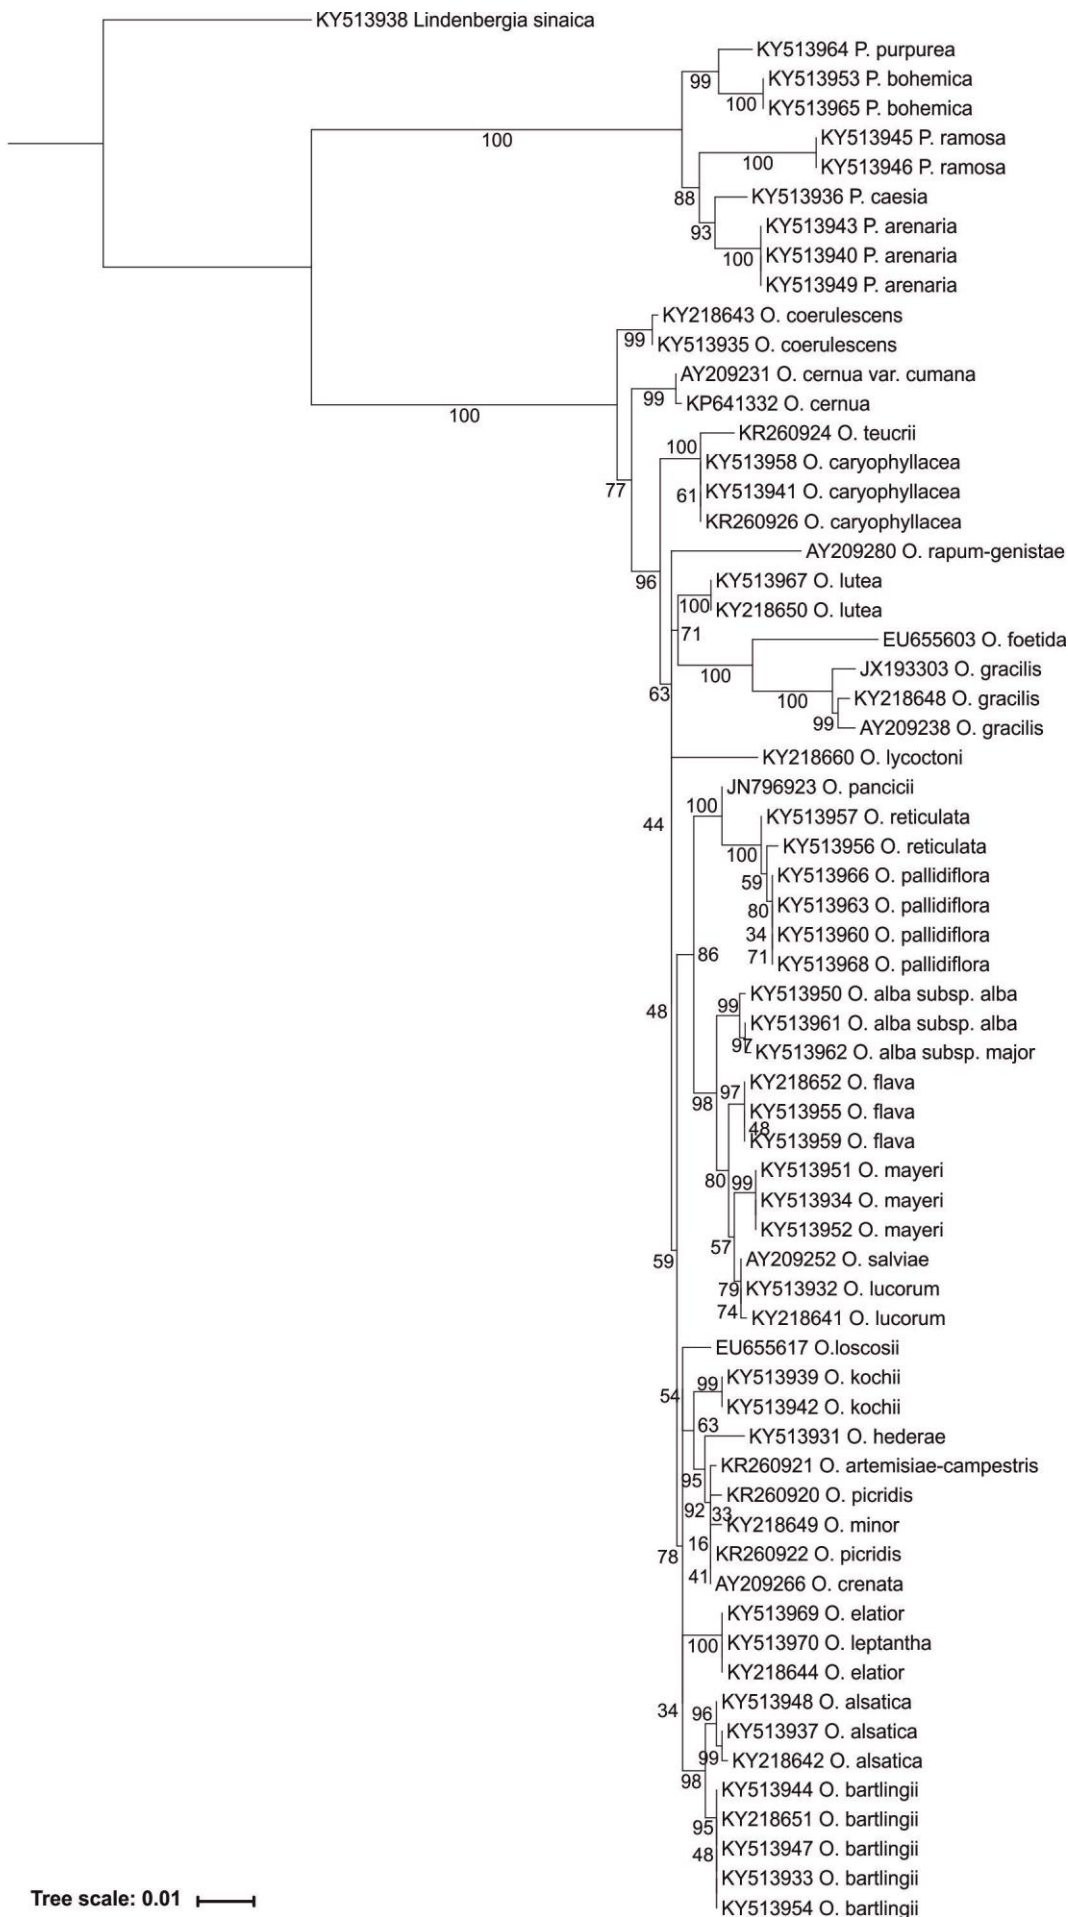 KY513938 Lindenbergia sinaica
KY513964 P. purpurea
99
KY513953 P. bohemica
100
KY513965 P. bohemica
100
KY513945 P. ramosa
100
KY513946 P. ramosa
88
KY513936 P. caesia
KY513943 P. arenaria
93
KY513940 P. arenaria
100
KY513949 P. arenaria
KY218643 O. coerulescens
99
KY513935 O. coerulescens
AY209231 O. cernua var. cumana
99
KP641332 O. cernua
100
KR260924 O. teucrii
100
KY513958 O. caryophyllacea
77
KY513941 O. caryophyllacea
61
KR260926 O. caryophyllacea
AY209280 O. rapum-genistae
96
KY513967 O. lutea
100
KY218650 O. lutea
71
EU655603 O. foetida
JX193303 O. gracilis
100
63
KY218648 O. gracilis
100
99
AY209238 O. gracilis
KY218660 O. lycoctoni
JN796923 O. pancicii
100
KY513957 O. reticulata
44
KY513956 O. reticulata
100
KY513966 O. pallidiflora
59
KY513963 O. pallidiflora
80
KY513960 O. pallidiflora
34
86
71
KY513968 O. pallidiflora
KY513950 O. alba subsp. alba
99
48
KY513961 O. alba subsp. alba
97
KY513962 O. alba subsp. major
KY218652 O. flava
97
98
KY513955 O. flava
48
KY513959 O. flava
KY513951 O. mayeri
80
99
KY513934 O. mayeri
KY513952 O. mayeri
57
AY209252 O. salviae
59
KY513932 O. lucorum
79
74
KY218641 O. lucorum
EU655617 O.loscosii
KY513939 O. kochii
99
54
KY513942 O. kochii
63
KY513931 O. hederae
KR260921 O. artemisiae-campestris
95
KR260920 O. picridis
92
33
KY218649 O. minor
16
KR260922 O. picridis
78
41
AY209266 O. crenata
KY513969 O. elatior
100
KY513970 O. leptantha
KY218644 O. elatior
34
KY513948 O. alsatica
96
KY513937 O. alsatica
99
KY218642 O. alsatica
98
KY513944 O. bartlingii
KY218651 O. bartlingii
95
KY513947 O. bartlingii
48
KY513933 O. bartlingii
Tree scale: 0.01
KY513954 O. bartlingii